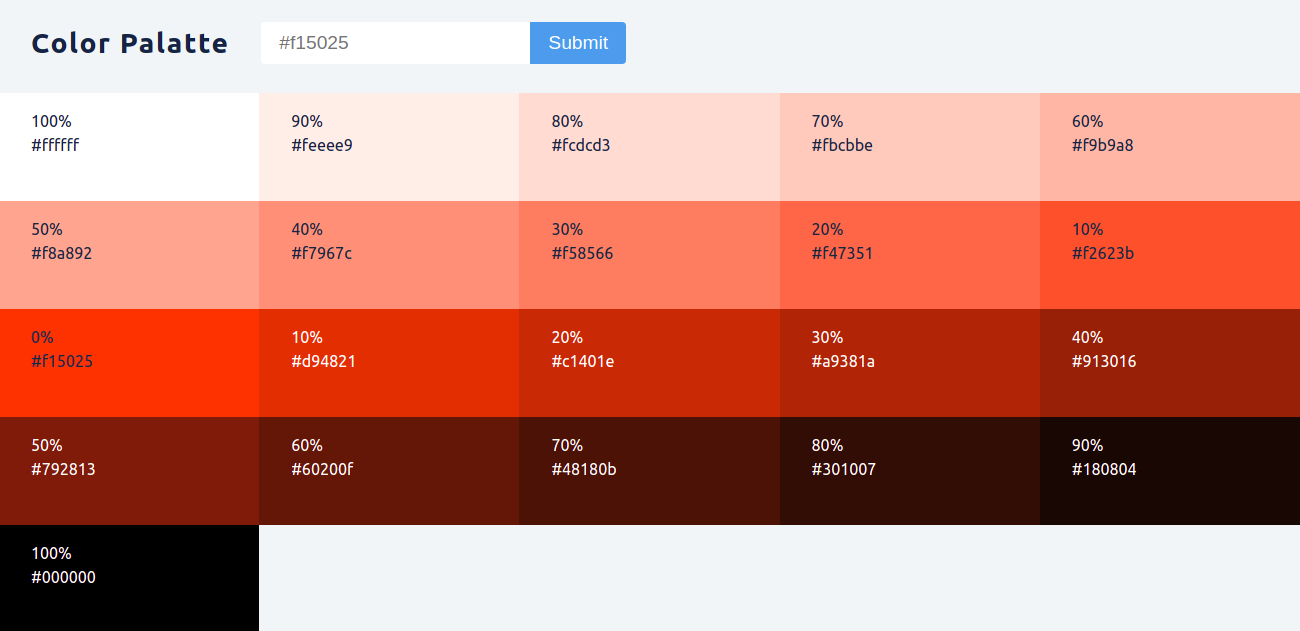 Color Palatte
#f15025
Submit
100%
#ffffff
90%
#feeee9
80%
#fcdcd3
70%
#fbcbbe
60%
#f9b9a8
50%
#f8a892
40%
#f7967c
30%
#f58566
20%
#f47351
10%
#f2623b
0%
#f15025
10%
#d94821
20%
#c1401e
30%
#a9381a
40%
#913016
50%
#792813
60%
#60200f
70%
#48180b
80%
#301007
90%
#180804
100%
#000000